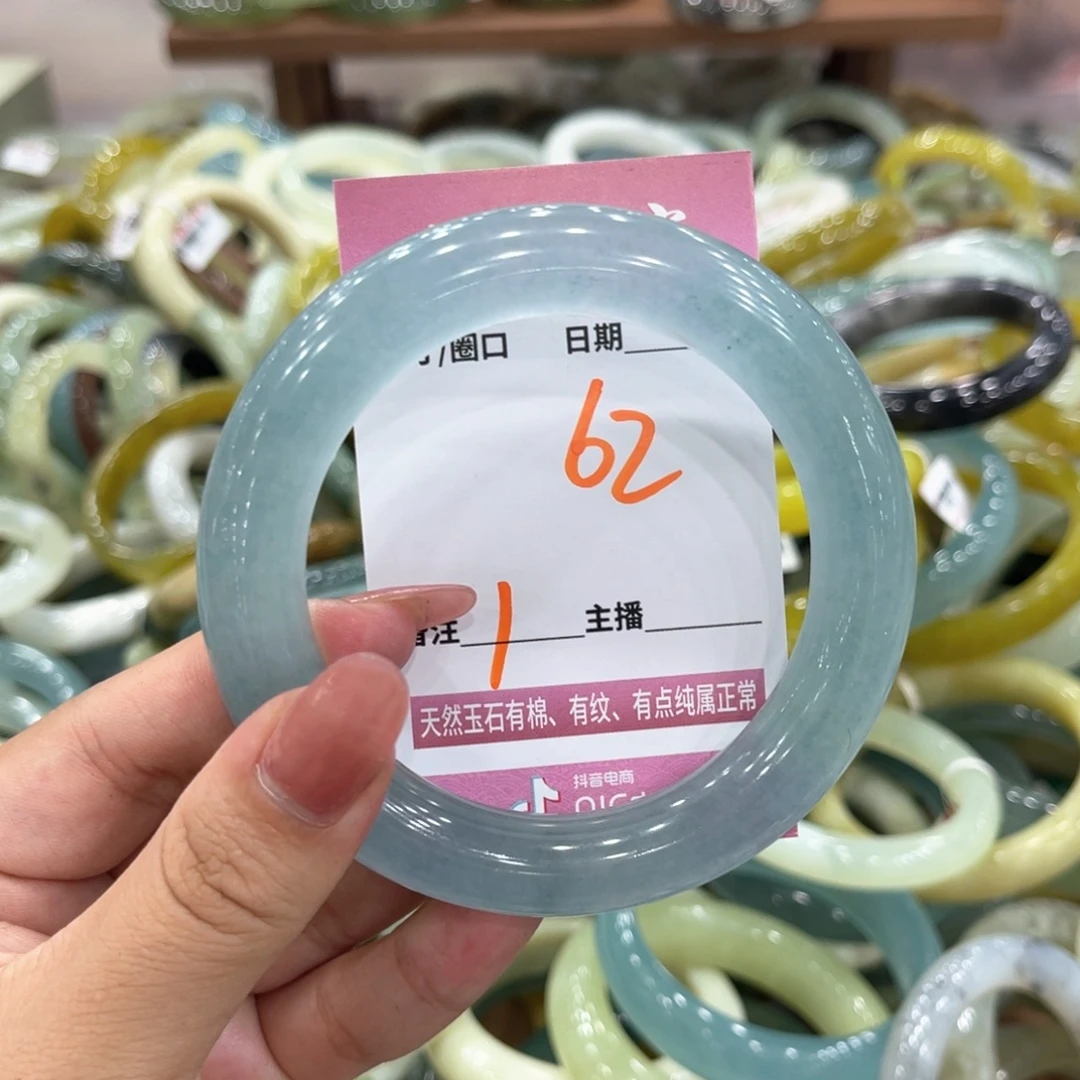 /圈口 日期
62
1
备注 主播
天然玉石有棉、有纹、有点纯属正常
抖音电商